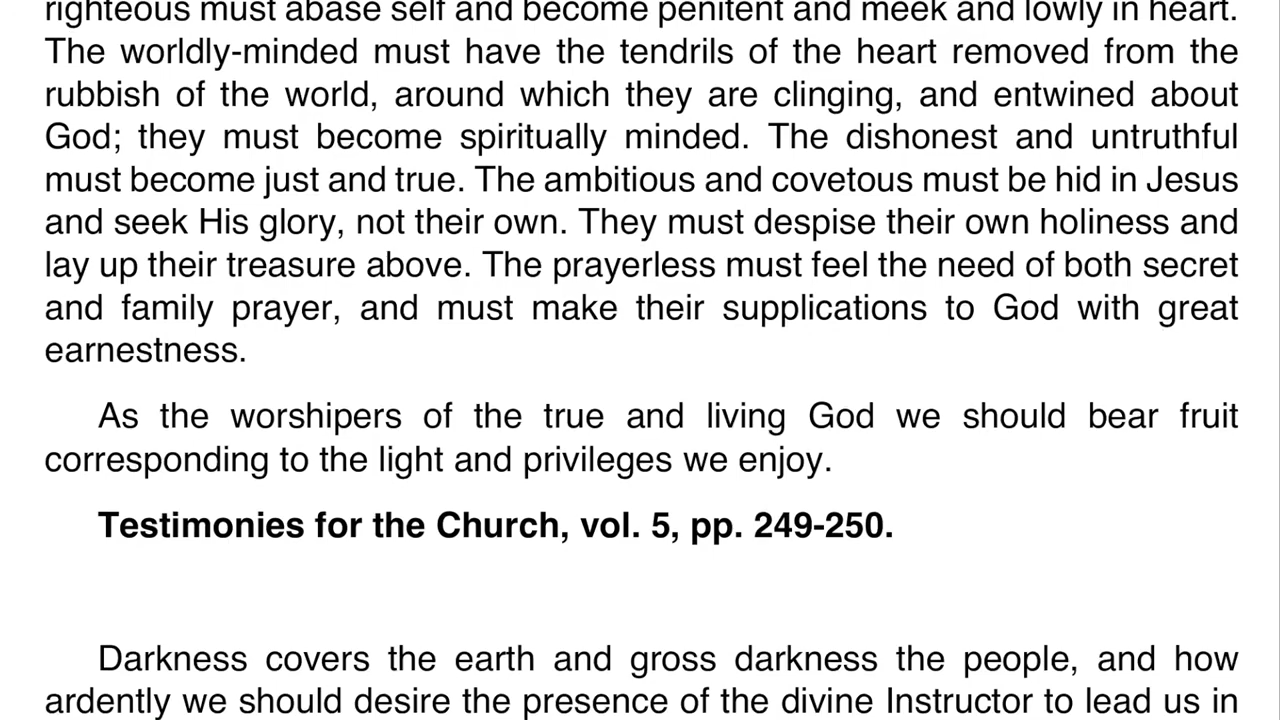 righteous must abase self and become penitent and meek and lowly in heart.
The worldly-minded must have the tendrils of the heart removed from the
rubbish of the world, around which they are clinging, and entwined about
God; they must become spiritually minded. The dishonest and untruthful
must become just and true. The ambitious and covetous must be hid in Jesus
and seek His glory, not their own. They must despise their own holiness and
lay up their treasure above. The prayerless must feel the need of both secret
and family prayer, and must make their supplications to God with great
earnestness.
As the worshipers of the true and living God we should bear fruit
corresponding to the light and privileges we enjoy.
Testimonies for the Church, vol. 5, pp. 249-250.
Darkness covers the earth and gross darkness the people, and how
ardently we should desire the presence of the divine Instructor to lead us in